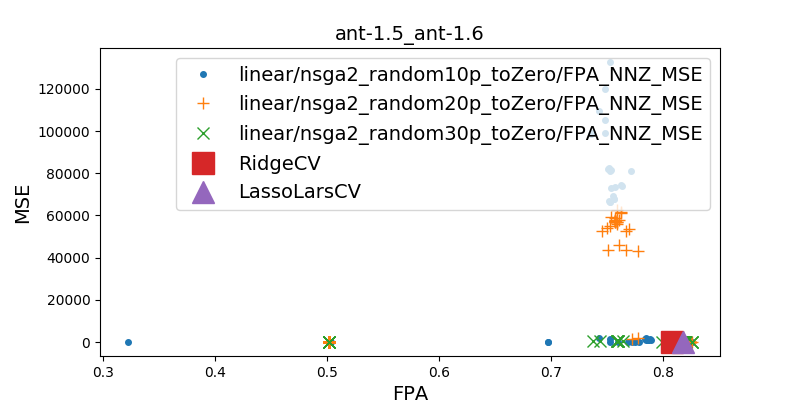 ant-1.5_ant-1.6
linear/nsga2_random10p_toZero/FPA_NNZ_MSE
linear/nsga2_random20p_toZero/FPA_NNZ_MSE
linear/nsga2_random30p_toZero/FPA_NNZ_MSE
RidgeCV
LassoLarsCV
MSE
120000
100000
80000
60000
40000
20000
0
0.3 0.4 0.5 0.6 0.7 0.8
FPA